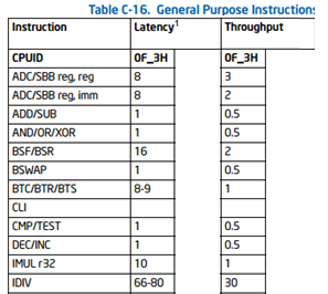 Table C-16. General Purpose Instructions
Instruction Latency1 Throughput
CPUID 0F_3H 0F_3H
ADC/SBB reg, reg 8 3
ADC/SBB reg, imm 8 2
ADD/SUB 1 0.5
AND/OR/XOR 1 0.5
BSF/BSR 16 2
BSWAP 1 0.5
BTC/BTR/BTS 8-9 1
CLI
CMP/TEST 1 0.5
DEC/INC 1 0.5
IMUL r32 10 1
IDIV 66-80 30